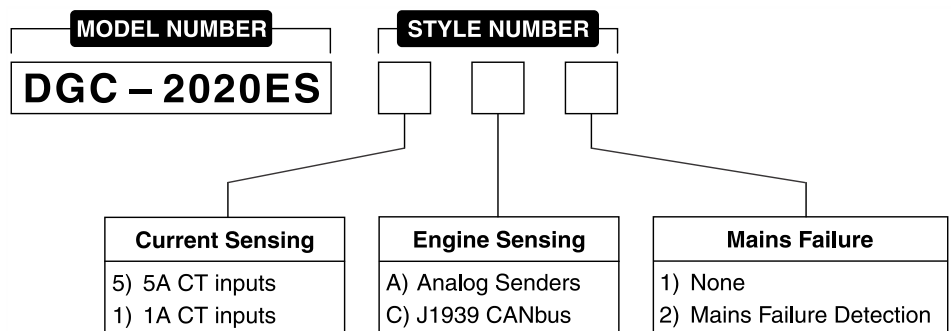 MODEL NUMBER
STYLE NUMBER
DGC – 2020ES
Current Sensing
5) 5A CT inputs
1) 1A CT inputs
Engine Sensing
A) Analog Senders
C) J1939 CANbus
Mains Failure
1) None
2) Mains Failure Detection